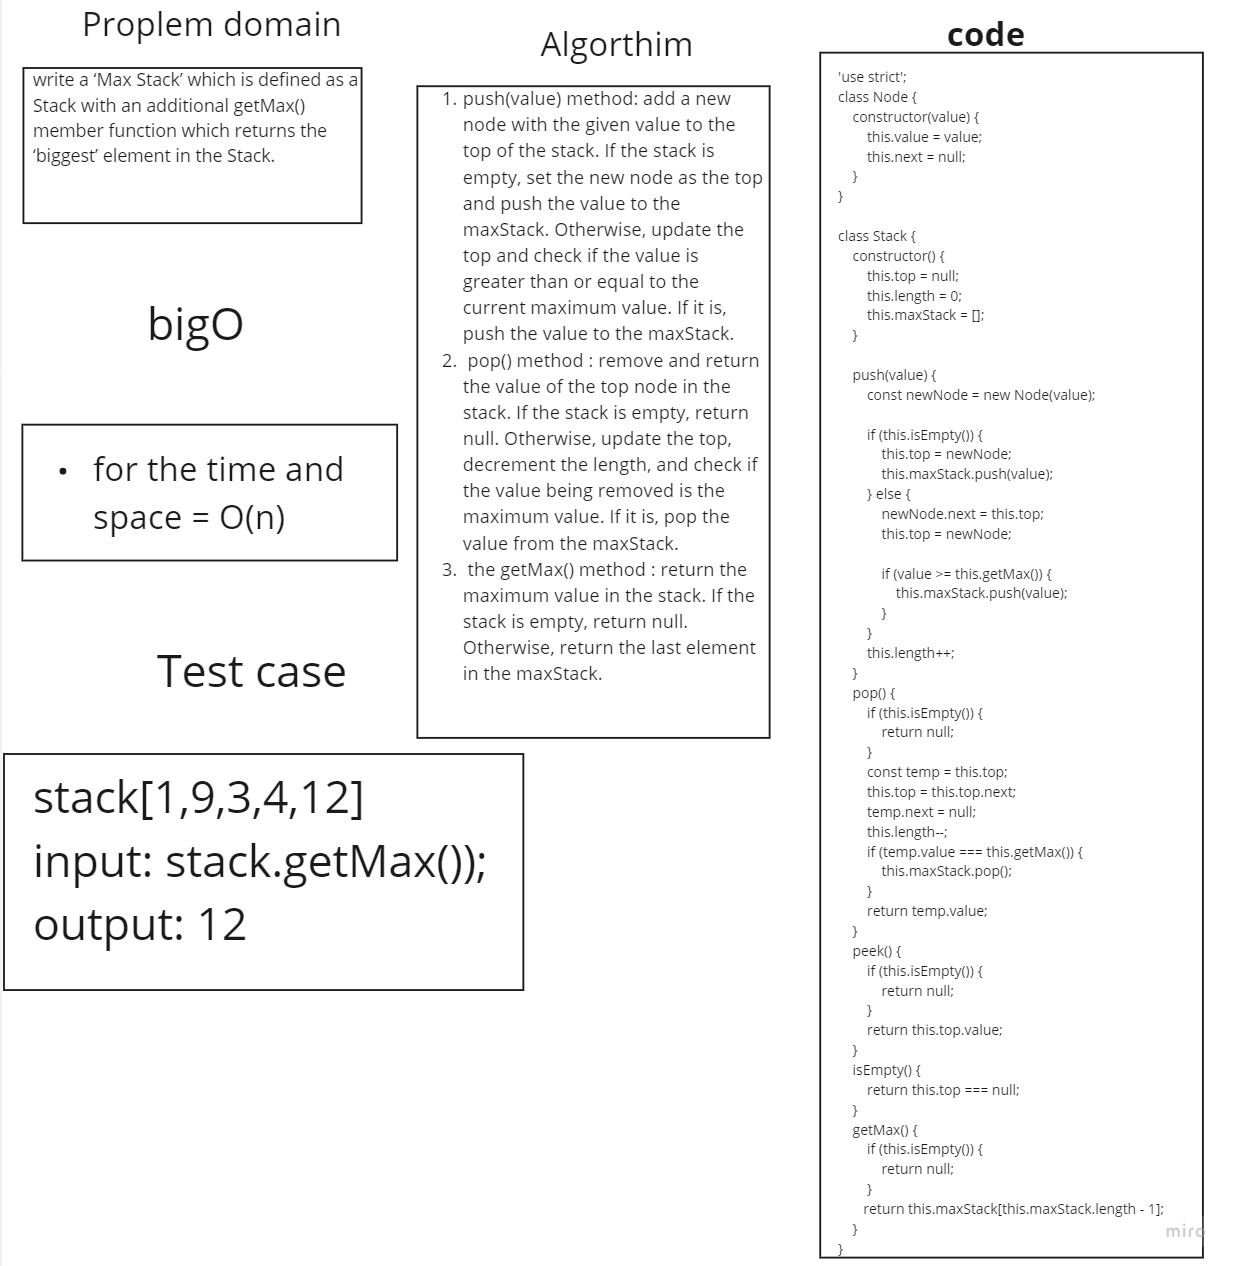 Proplem domain
write a ‘Max Stack’ which is defined as a
Stack with an additional getMax()
member function which returns the
‘biggest’ element in the Stack.
bigO
• for the time and
space = O(n)
Test case
stack[1,9,3,4,12]
input: stack.getMax());
output: 12
Algorthim
1. push(value) method: add a new
node with the given value to the
top of the stack. If the stack is
empty, set the new node as the top
and push the value to the
maxStack. Otherwise, update the
top and check if the value is
greater than or equal to the
current maximum value. If it is,
push the value to the maxStack.
2. pop() method : remove and return
the value of the top node in the
stack. If the stack is empty, return
null. Otherwise, update the top,
decrement the length, and check if
the value being removed is the
maximum value. If it is, pop the
value from the maxStack.
3. the getMax() method : return the
maximum value in the stack. If the
stack is empty, return null.
Otherwise, return the last element
in the maxStack.
code
'use strict';
class Node {
constructor(value) {
this.value = value;
this.next = null;
}
}
class Stack {
constructor() {
this.top = null;
this.length = 0;
this.maxStack = [];
}
push(value) {
const newNode = new Node(value);
if (this.isEmpty()) {
this.top = newNode;
this.maxStack.push(value);
} else {
newNode.next = this.top;
this.top = newNode;
if (value >= this.getMax()) {
this.maxStack.push(value);
}
}
this.length++;
}
pop() {
if (this.isEmpty()) {
return null;
}
const temp = this.top;
this.top = this.top.next;
temp.next = null;
this.length--;
if (temp.value === this.getMax()) {
this.maxStack.pop();
}
return temp.value;
}
peek() {
if (this.isEmpty()) {
return null;
}
return this.top.value;
}
isEmpty() {
return this.top === null;
}
getMax() {
if (this.isEmpty()) {
return null;
}
return this.maxStack[this.maxStack.length - 1];
}
}
miro